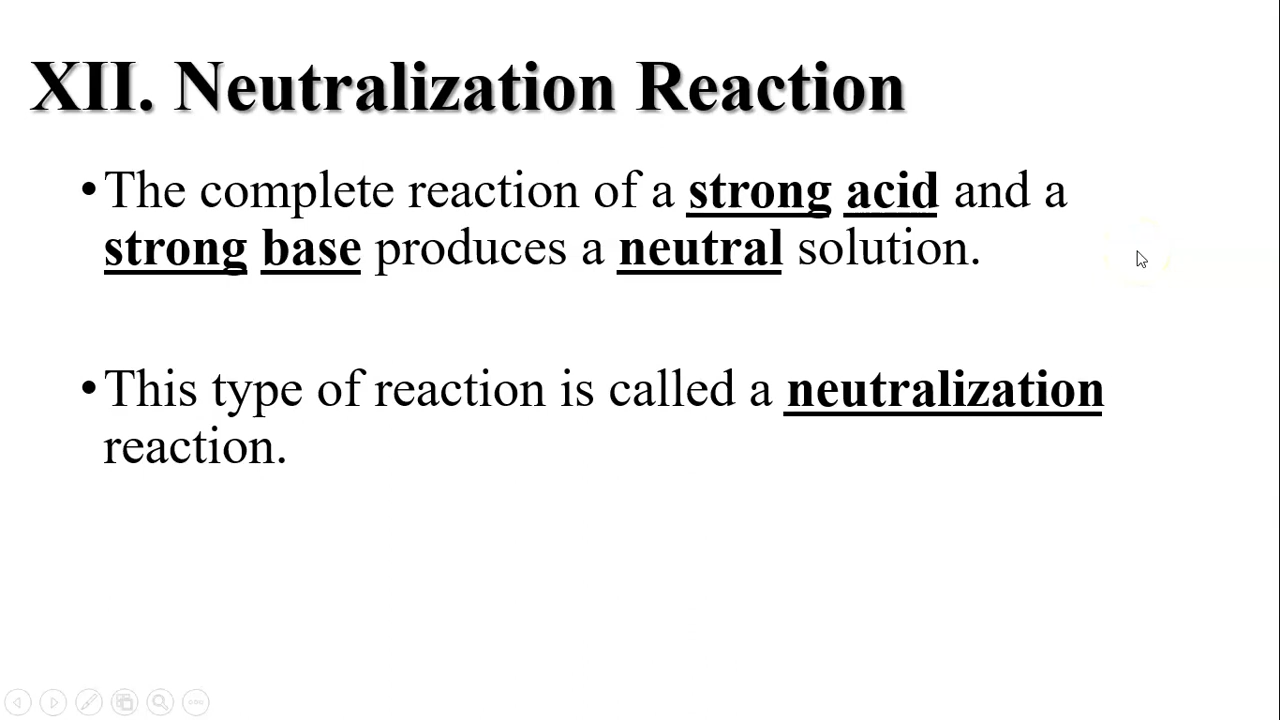 XII. Neutralization Reaction
•The complete reaction of a strong acid and a
strong base produces a neutral solution.
•This type of reaction is called a neutralization
reaction.